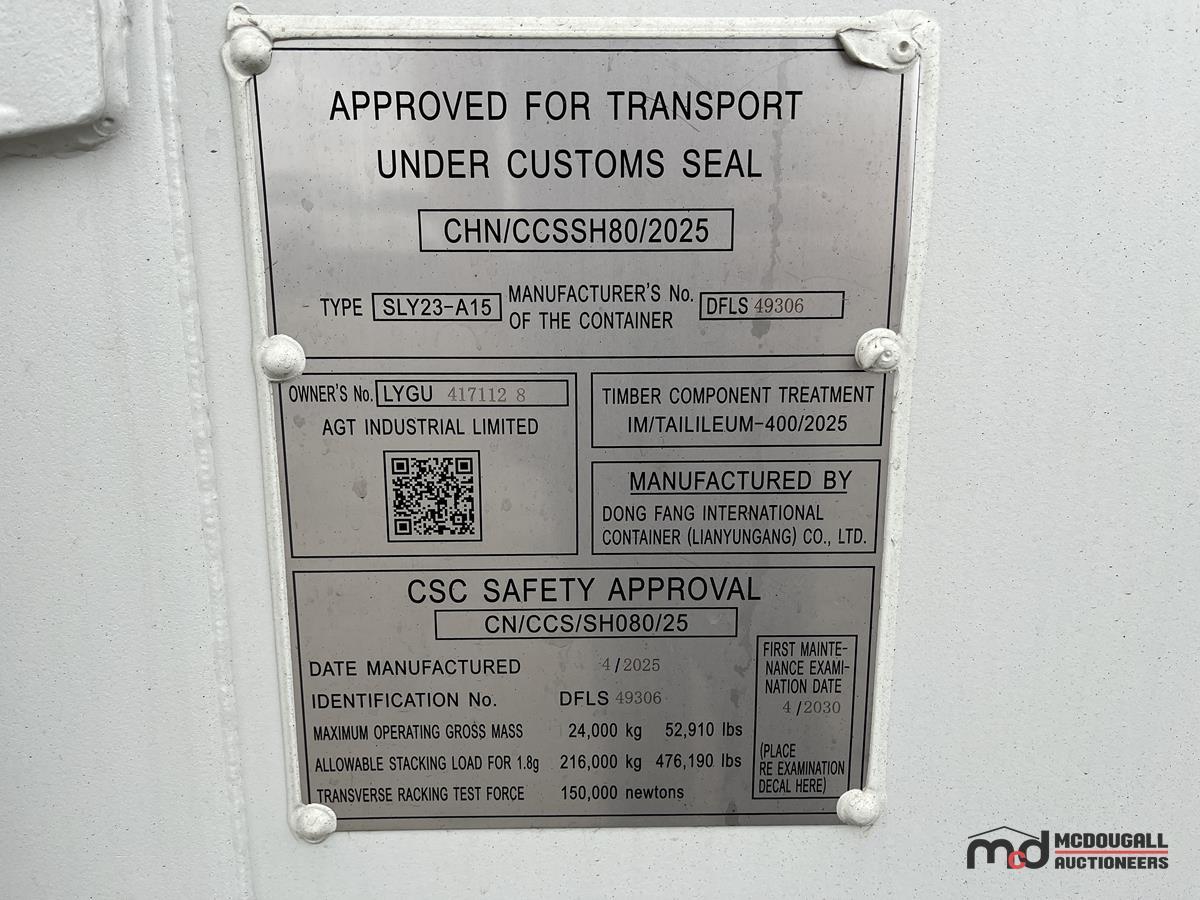 APPROVED FOR TRANSPORT
UNDER CUSTOMS SEAL
CHN/CCSSH80/2025
TYPE SLY23-A15 MANUFACTURER'S No. OF THE CONTAINER DFLS 49306
OWNER'S No. LYGU 417112 8
AGT INDUSTRIAL LIMITED
TIMBER COMPONENT TREATMENT
IM/TAILILEUM-400/2025
MANUFACTURED BY
DONG FANG INTERNATIONAL
CONTAINER (LIANYUNGANG) CO., LTD.
CSC SAFETY APPROVAL
CN/CCS/SH080/25
DATE MANUFACTURED 4/2025
IDENTIFICATION No. DFLS 49306
MAXIMUM OPERATING GROSS MASS 24,000 kg 52,910 lbs
ALLOWABLE STACKING LOAD FOR 1.8g 216,000 kg 476,190 lbs
TRANSVERSE RACKING TEST FORCE 150,000 newtons
FIRST MAINTE-
NANCE EXAMI-
NATION DATE
4/2030
(PLACE
RE EXAMINATION
DECAL HERE)
mcd MCDOUGALL
AUCTIONEERS